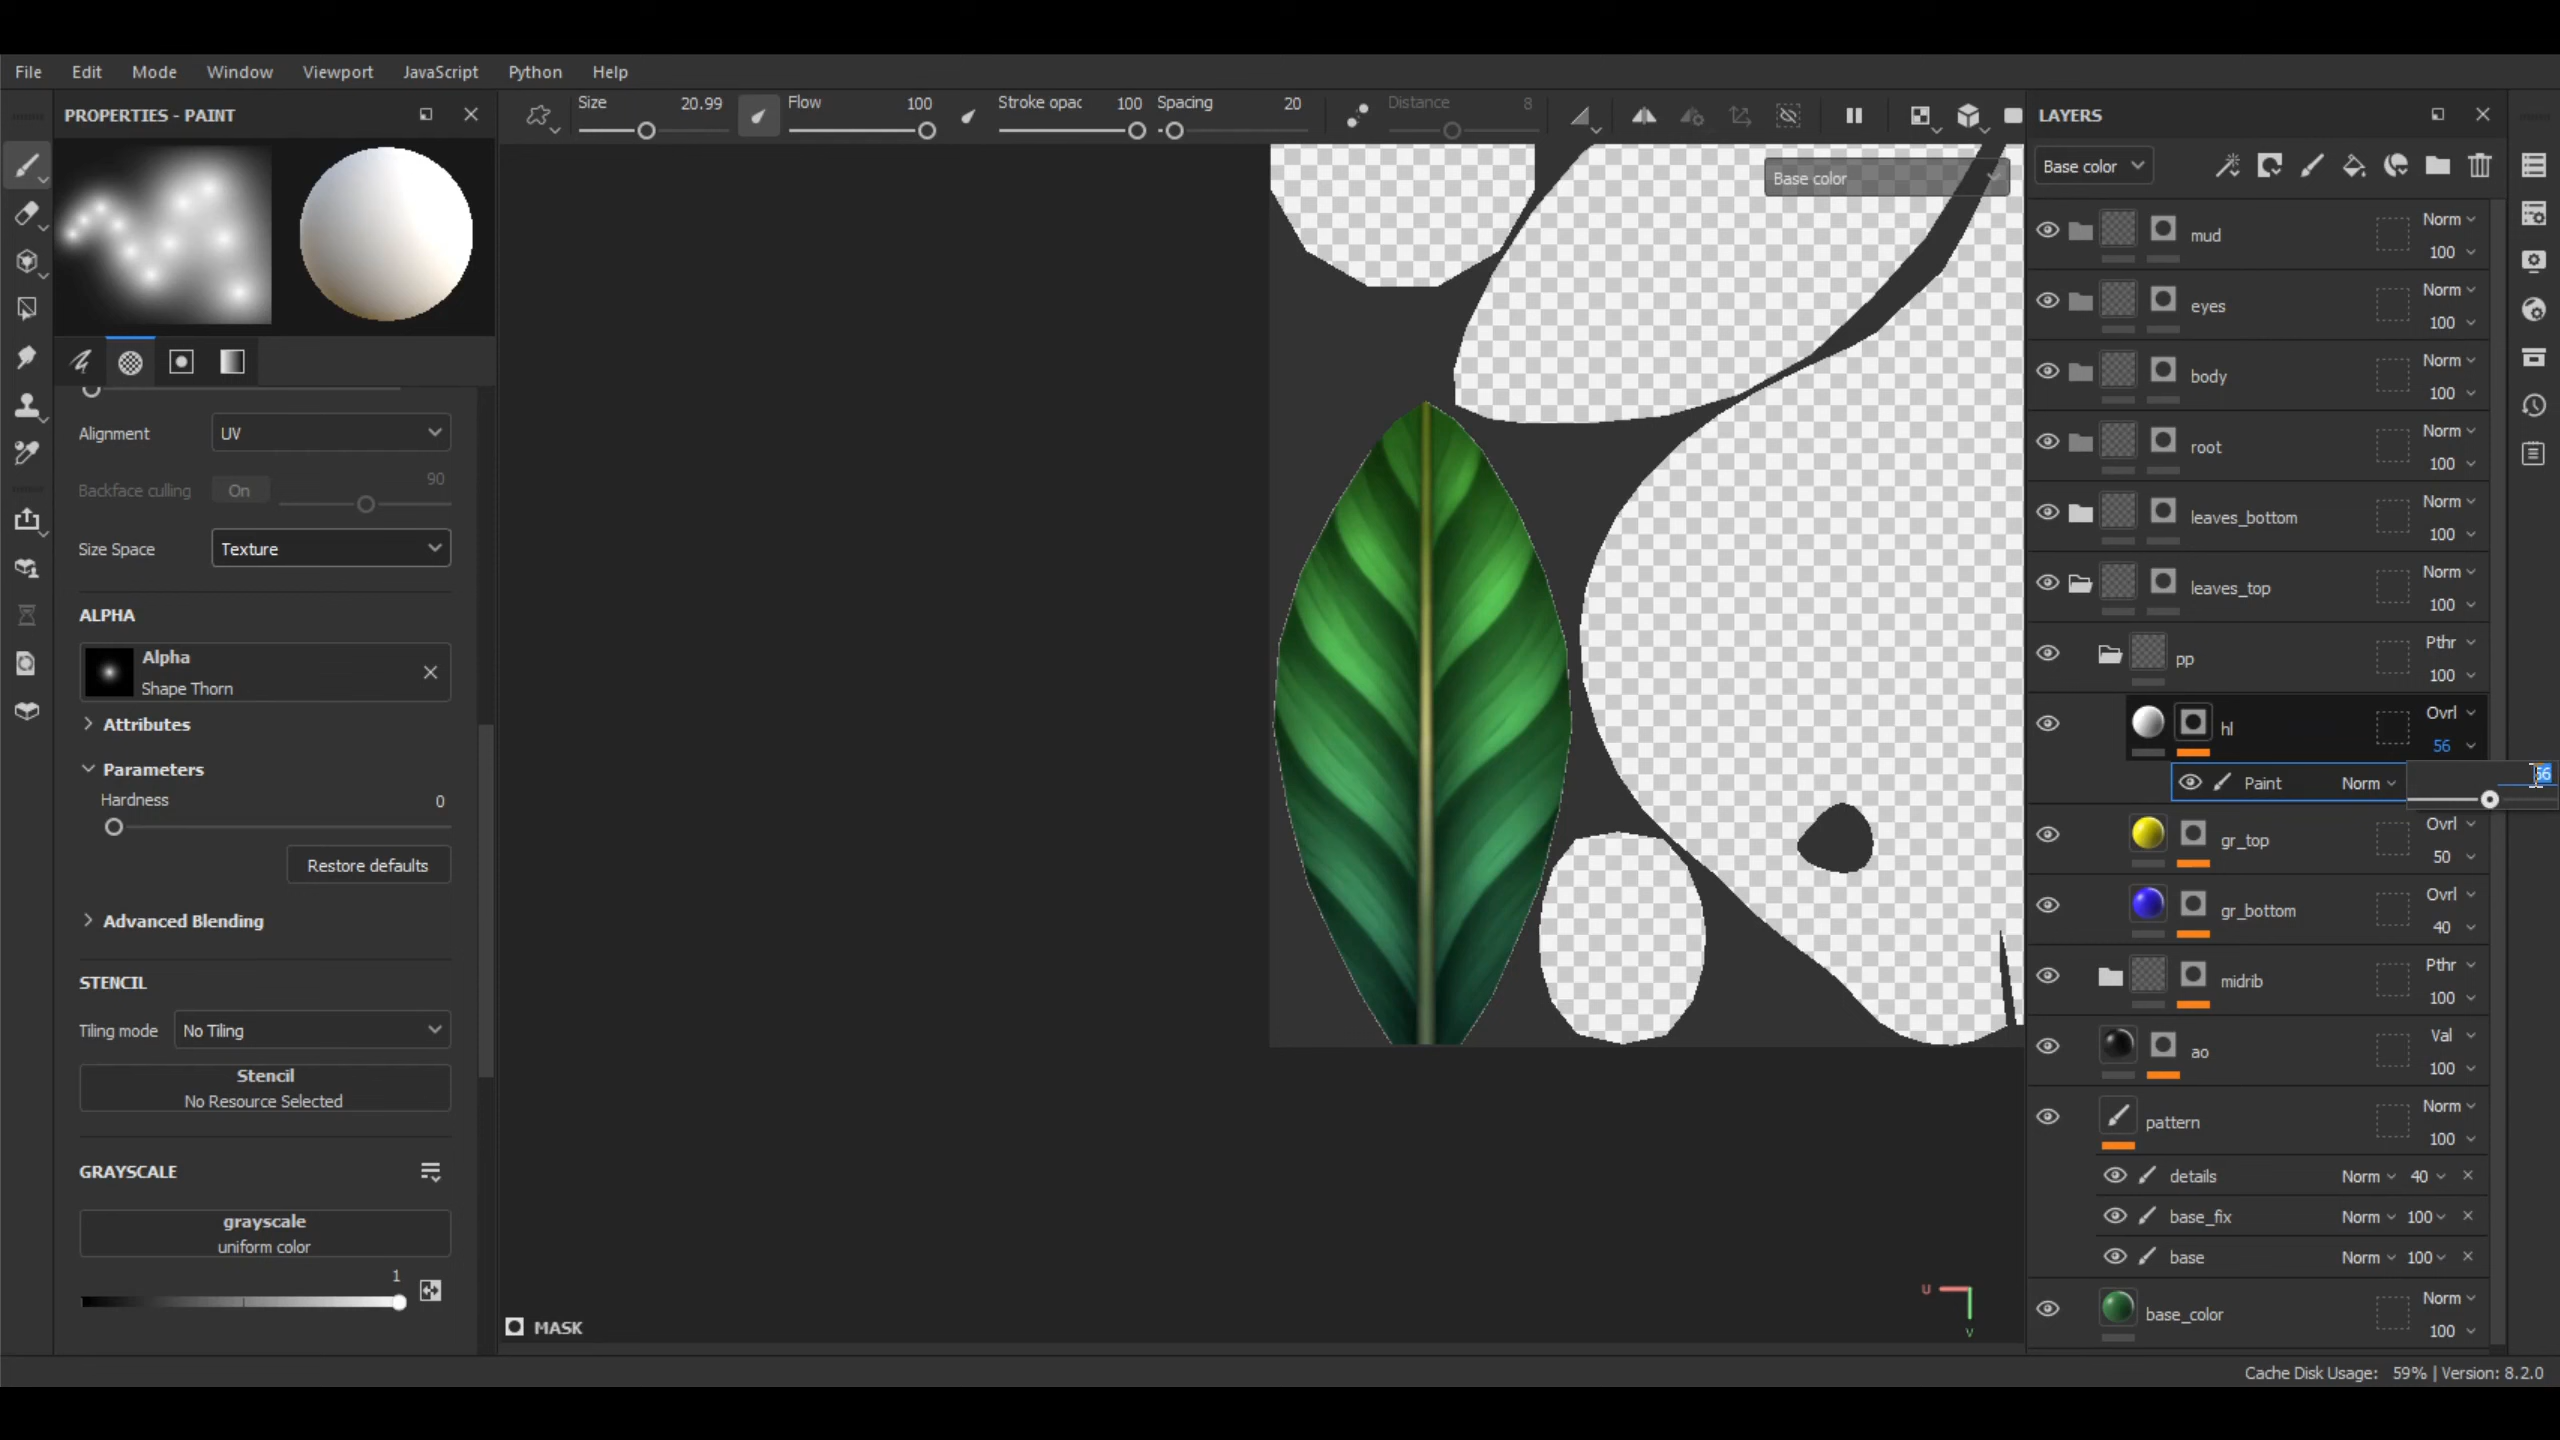 File Edit Mode Window Viewport JavaScript Python Help
PROPERTIES - PAINT
Size 20.99 Flow 100 Stroke opac 100 Spacing 20 Distance 8
LAYERS
Base color
Base color
Alignment UV
Backface culling On 90
Size Space Texture
ALPHA
Alpha
Shape Thorn
Attributes
Parameters
Hardness 0
Restore defaults
Advanced Blending
STENCIL
Tiling mode No Tiling
Stencil
No Resource Selected
GRAYSCALE
grayscale
uniform color
1
MASK
U
V
mud Norm
100
eyes Norm
100
body Norm
100
root Norm
100
leaves_bottom Norm
100
leaves_top Norm
100
pp Pthr
100
hl Ovrl
56
Paint Norm 56
gr_top Ovrl
50
gr_bottom Ovrl
40
midrib Pthr
100
ao Val
100
pattern Norm
100
details Norm 40
base_fix Norm 100
base Norm 100
base_color Norm
100
Cache Disk Usage: 59% | Version: 8.2.0